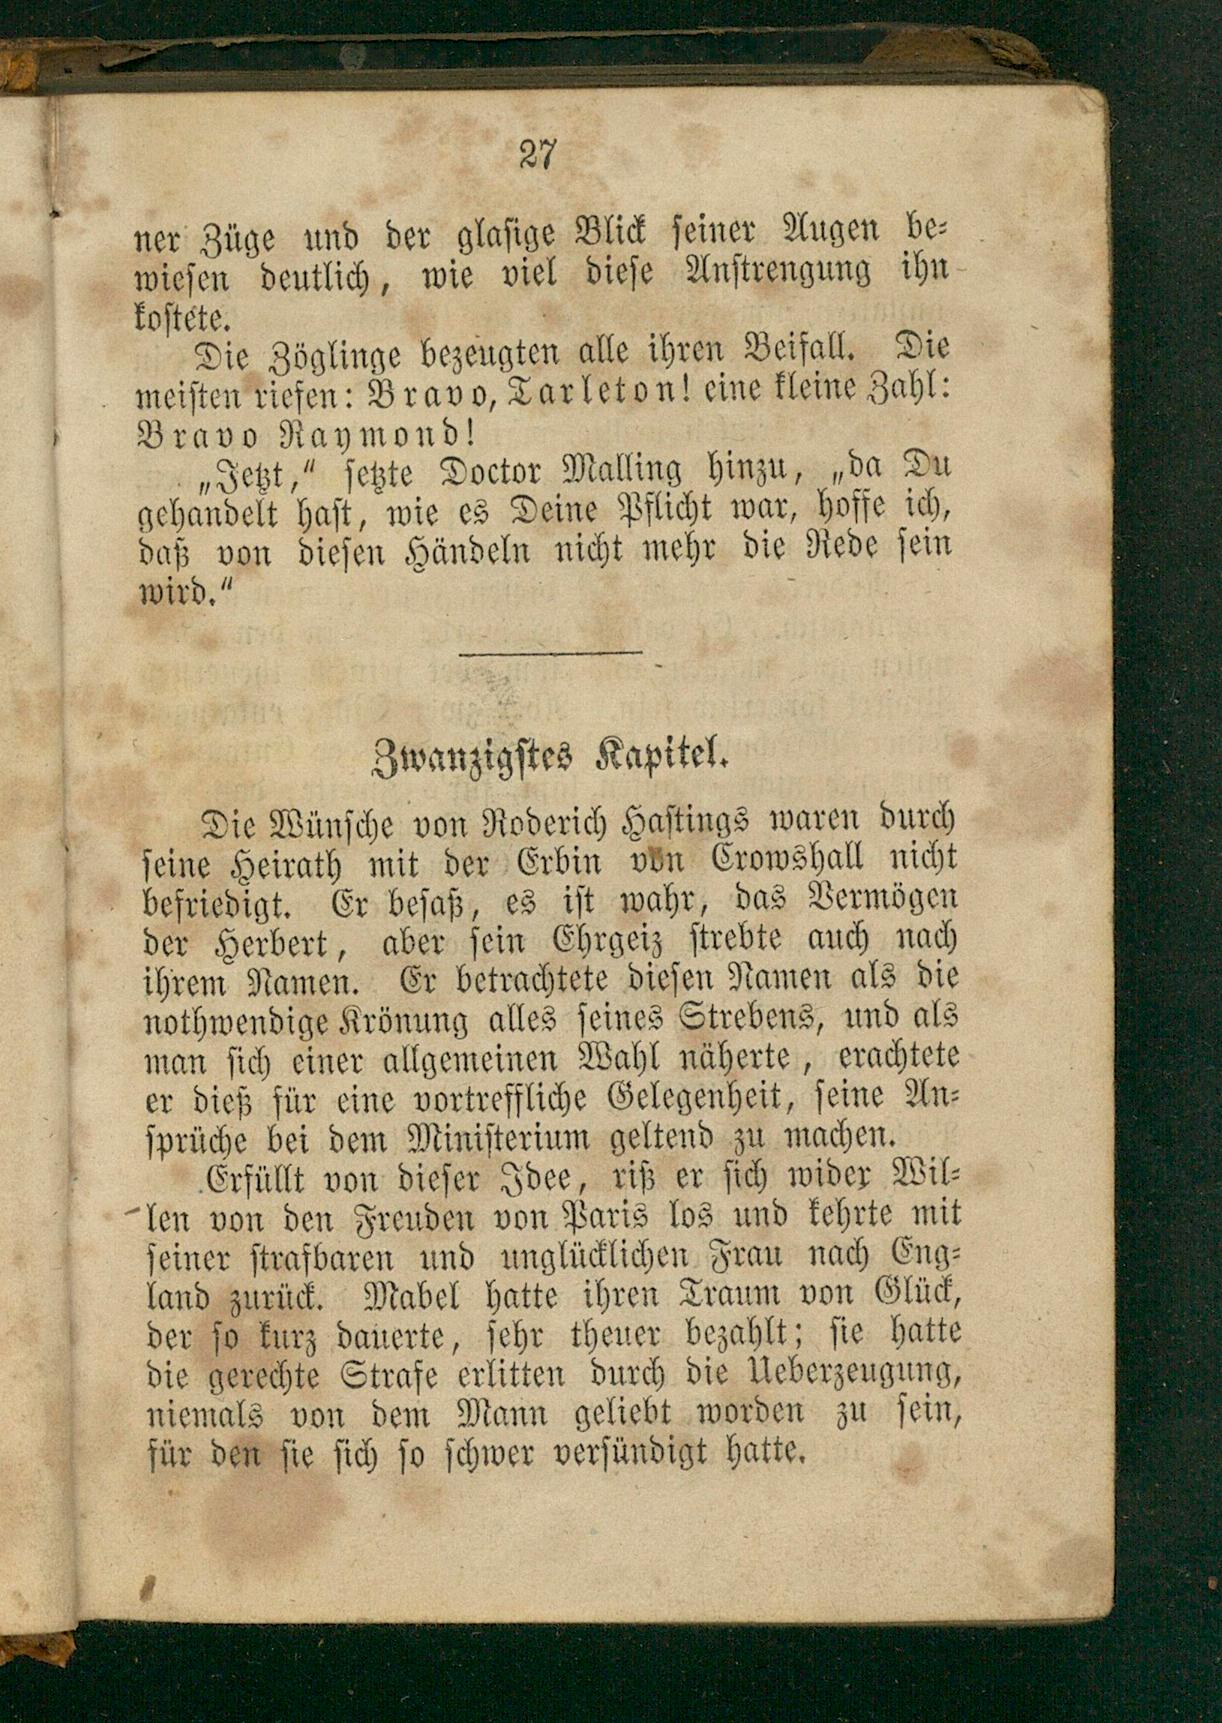 27
ner Züge und der glasige Blick seiner Augen be-
wiesen deutlich, wie viel diese Anstrengung ihn
kostete.
Die Zöglinge bezeugten alle ihren Beifall. Die
meisten riefen: Bravo, Tarleton! eine kleine Zahl:
Bravo Raymond!
„Jetzt,“ setzte Doctor Malling hinzu, „da Du
gehandelt hast, wie es Deine Pflicht war, hoffe ich,
daß von diesen Händeln nicht mehr die Rede sein
wird.“
Zwanzigstes Kapitel.
Die Wünsche von Roderich Hastings waren durch
seine Heirath mit der Erbin von Crowshall nicht
befriedigt. Er besaß, es ist wahr, das Vermögen
der Herbert, aber sein Ehrgeiz strebte auch nach
ihrem Namen. Er betrachtete diesen Namen als die
nothwendige Krönung alles seines Strebens, und als
man sich einer allgemeinen Wahl näherte, erachtete
er dieß für eine vortreffliche Gelegenheit, seine An-
sprüche bei dem Ministerium geltend zu machen.
Erfüllt von dieser Idee, riß er sich wider Wil-
len von den Freuden von Paris los und kehrte mit
seiner strafbaren und unglücklichen Frau nach Eng-
land zurück. Mabel hatte ihren Traum von Glück,
der so kurz dauerte, sehr theuer bezahlt; sie hatte
die gerechte Strafe erlitten durch die Ueberzeugung,
niemals von dem Mann geliebt worden zu sein,
für den sie sich so schwer versündigt hatte.